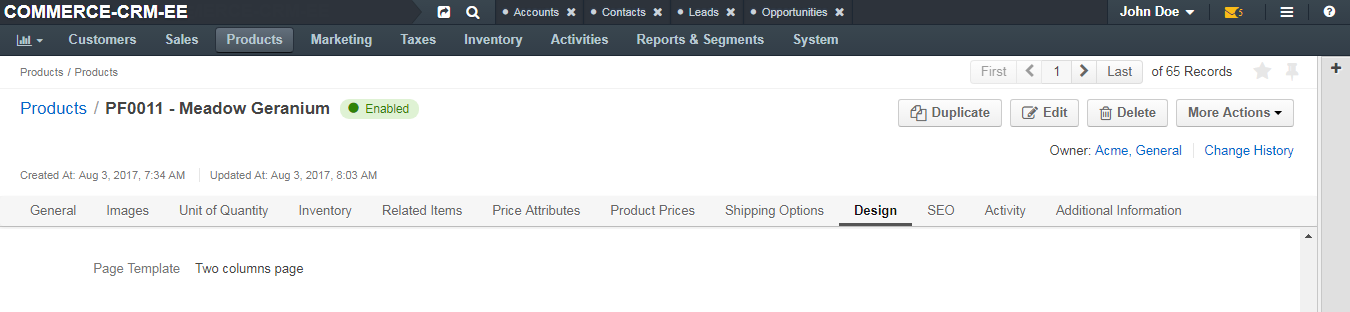 COMMERCE-CRM-EE Accounts Contacts Leads Opportunities John Doe 5
Customers Sales Products Marketing Taxes Inventory Activities Reports & Segments System
Products / Products First 1 Last of 65 Records
Products / PF0011 - Meadow Geranium Enabled Duplicate Edit Delete More Actions
Owner: Acme, General Change History
Created At: Aug 3, 2017, 7:34 AM Updated At: Aug 3, 2017, 8:03 AM
General Images Unit of Quantity Inventory Related Items Price Attributes Product Prices Shipping Options Design SEO Activity Additional Information
Page Template Two columns page